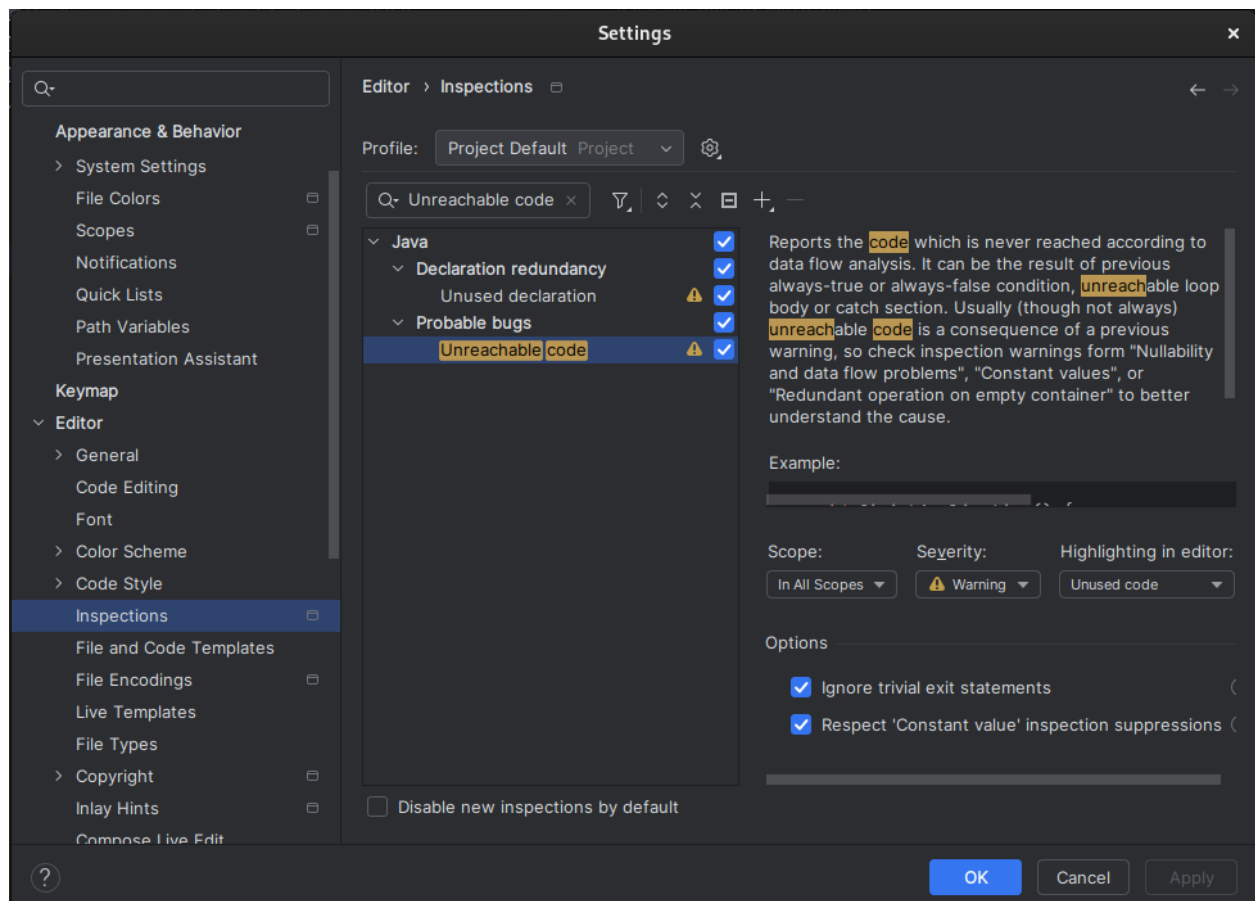 Settings
Editor › Inspections
Appearance & Behavior
System Settings
File Colors
Scopes
Notifications
Quick Lists
Path Variables
Presentation Assistant
Keymap
Editor
General
Code Editing
Font
Color Scheme
Code Style
Inspections
File and Code Templates
File Encodings
Live Templates
File Types
Copyright
Inlay Hints
Compose Live Edit
Profile: Project Default Project
Unreachable code
Java
Declaration redundancy
Unused declaration
Probable bugs
Unreachable code
Disable new inspections by default
Reports the code which is never reached according to
data flow analysis. It can be the result of previous
always-true or always-false condition, unreachable loop
body or catch section. Usually (though not always)
unreachable code is a consequence of a previous
warning, so check inspection warnings form "Nullability
and data flow problems", "Constant values", or
"Redundant operation on empty container" to better
understand the cause.
Example:
Scope: Severity: Highlighting in editor:
In All Scopes Warning Unused code
Options
Ignore trivial exit statements
Respect 'Constant value' inspection suppressions
? OK Cancel Apply